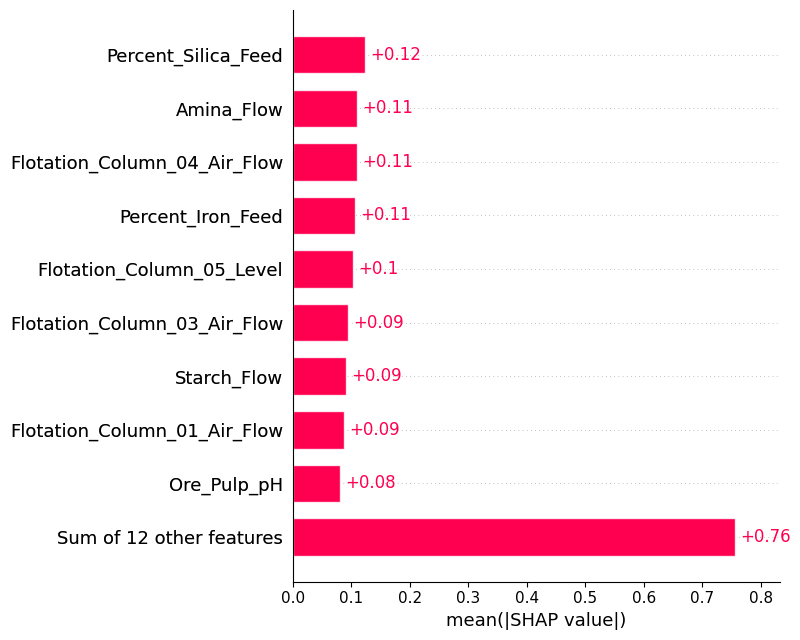 Percent_Silica_Feed +0.12
Amina_Flow +0.11
Flotation_Column_04_Air_Flow +0.11
Percent_Iron_Feed +0.11
Flotation_Column_05_Level +0.1
Flotation_Column_03_Air_Flow +0.09
Starch_Flow +0.09
Flotation_Column_01_Air_Flow +0.09
Ore_Pulp_pH +0.08
Sum of 12 other features +0.76
0.0 0.1 0.2 0.3 0.4 0.5 0.6 0.7 0.8
mean(|SHAP value|)